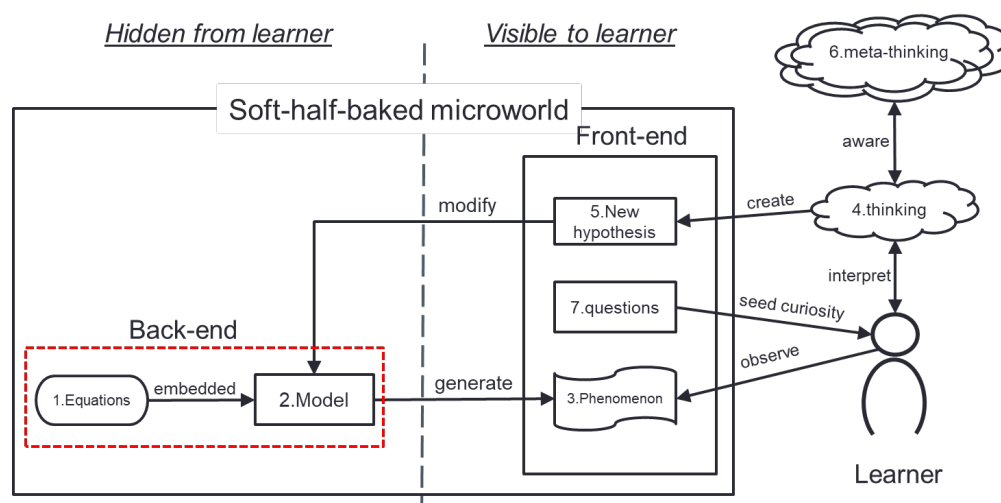 Hidden from learner
Visible to learner
6.meta-thinking
Soft-half-baked microworld
Front-end
aware
modify
5.New
hypothesis
create
4.thinking
interpret
7.questions
seed curiosity
Back-end
observe
1.Equations
embedded
2.Model
generate
3.Phenomenon
Learner